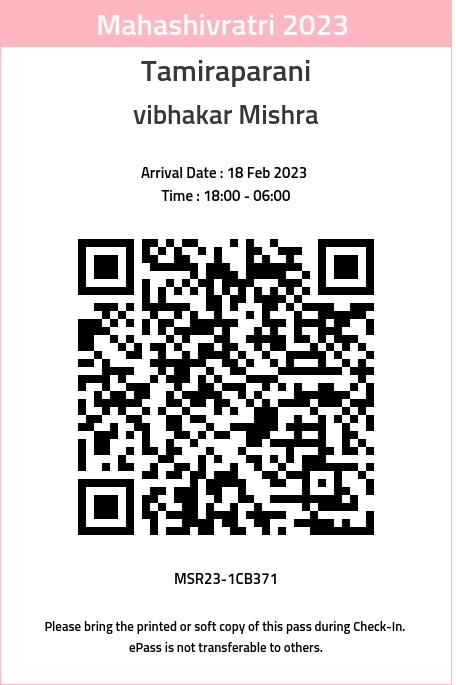 Mahashivratri 2023
Tamiraparani
vibhakar Mishra
Arrival Date : 18 Feb 2023
Time : 18:00 - 06:00
MSR23-1CB371
Please bring the printed or soft copy of this pass during Check-In.
ePass is not transferable to others.